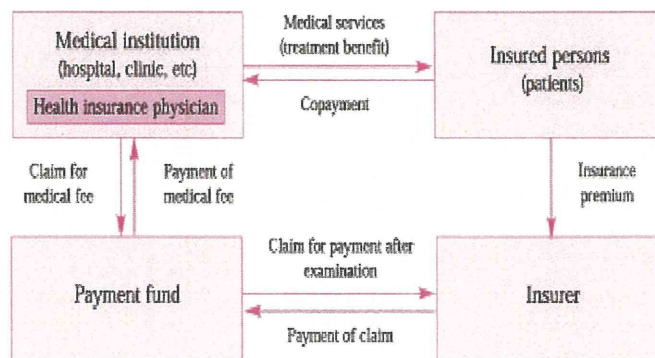 Medical institution
(hospital, clinic, etc)
Health insurance physician
Medical services
(treatment benefit)
Copayment
Insured persons
(patients)
Claim for
medical fee
Payment of
medical fee
Insurance
premium
Payment fund
Claim for payment after
examination
Payment of claim
Insurer